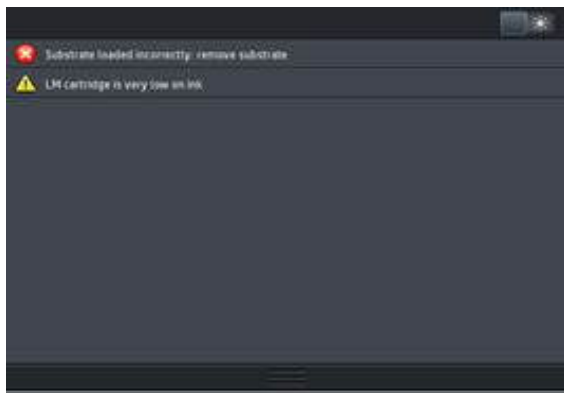 Substrate loaded incorrectly: remove substrate
LM cartridge is very low on ink